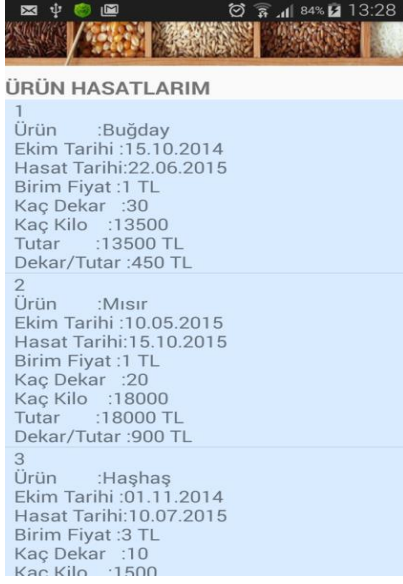 84% 13:28
ÜRÜN HASATLARIM
1
Ürün :Buğday
Ekim Tarihi :15.10.2014
Hasat Tarihi:22.06.2015
Birim Fiyat :1 TL
Kaç Dekar :30
Kaç Kilo :13500
Tutar :13500 TL
Dekar/Tutar :450 TL
2
Ürün :Mısır
Ekim Tarihi :10.05.2015
Hasat Tarihi:15.10.2015
Birim Fiyat :1 TL
Kaç Dekar :20
Kaç Kilo :18000
Tutar :18000 TL
Dekar/Tutar :900 TL
3
Ürün :Haşhaş
Ekim Tarihi :01.11.2014
Hasat Tarihi:10.07.2015
Birim Fiyat :3 TL
Kaç Dekar :10
Kaç Kilo :1500